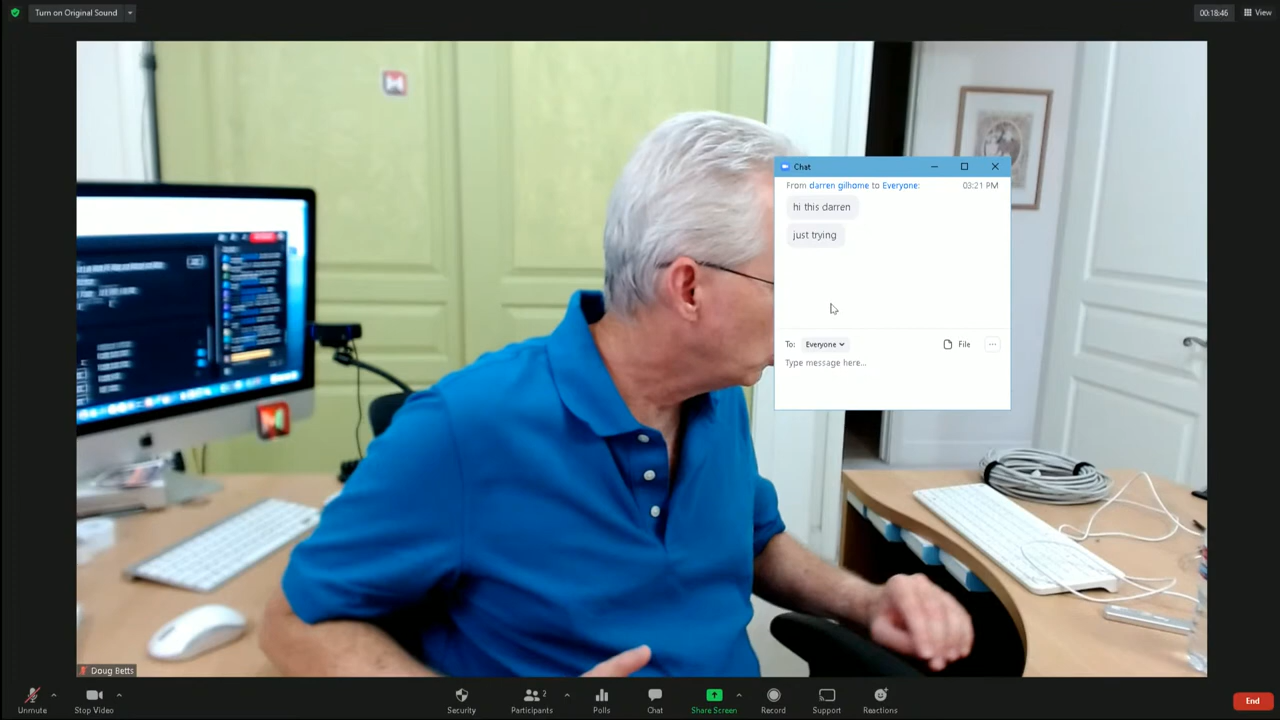 Turn on Original Sound
00:18:46
View
Chat
From darren gilhome to Everyone: 03:21 PM
hi this darren
just trying
To: Everyone File ...
Type message here...
Doug Betts
Unmute
Stop Video
Security
Participants 2
Polls
Chat
Share Screen
Record
Support
Reactions
End